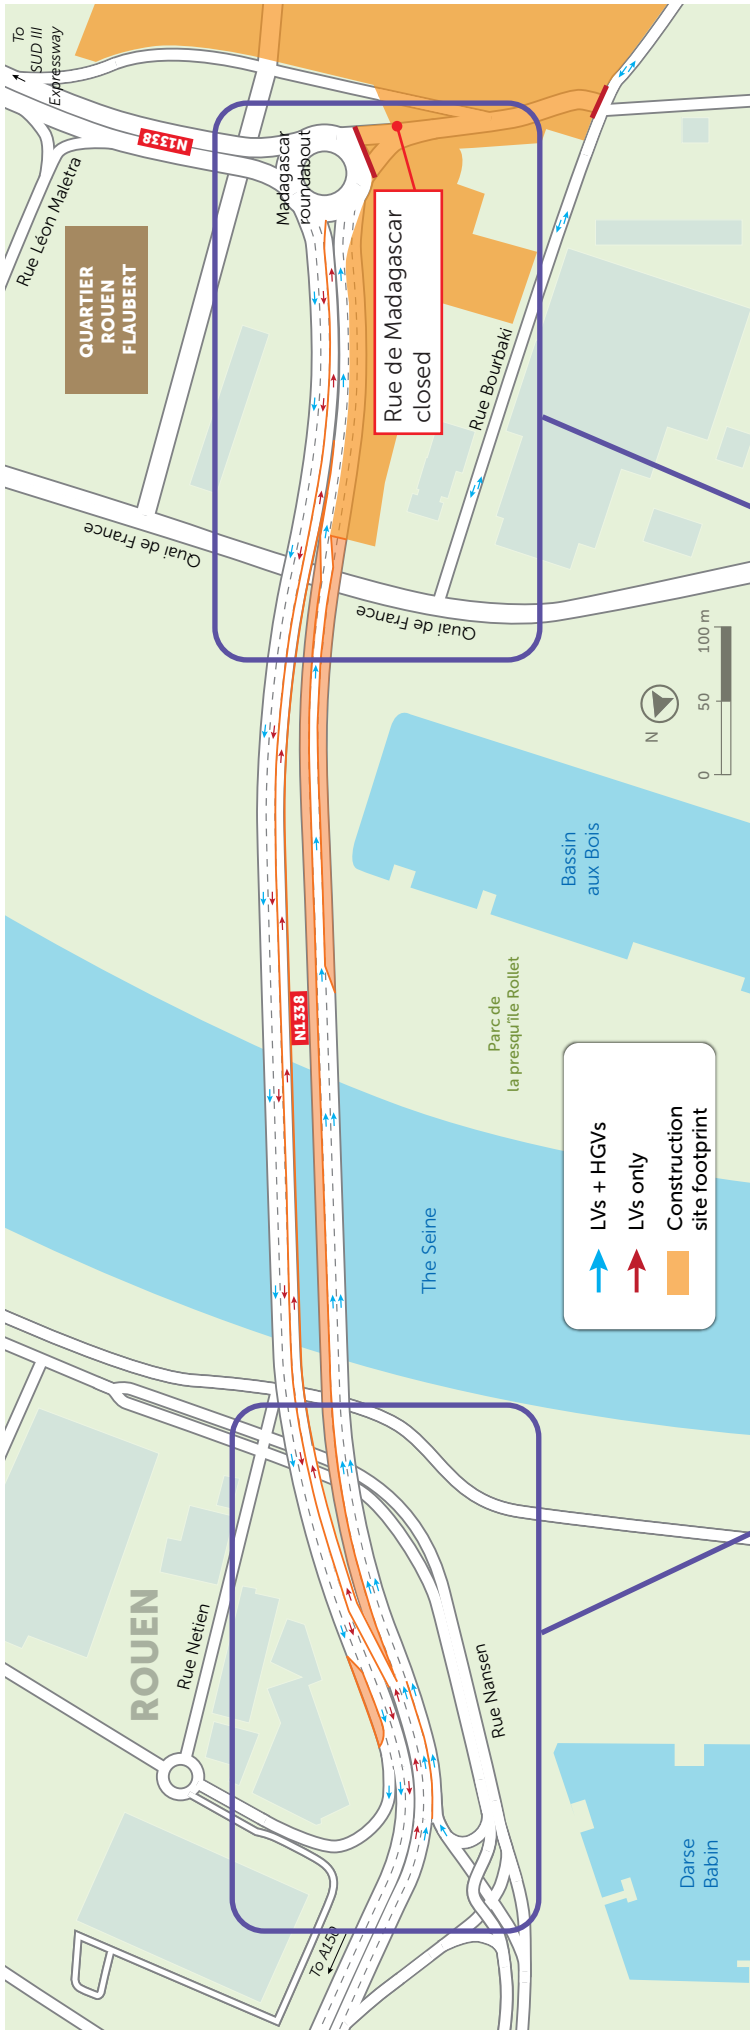 To
SUD III
Expressway
N1338
Rue Léon Maletra
QUARTIER
ROUEN
FLAUBERT
Madagascar
roundabout
Rue de Madagascar
closed
Rue Bourbaki
Quai de France
Quai de France
N
0 50 100 m
Bassin
aux Bois
Parc de
la presqu'île Rollet
N1338
The Seine
LVs + HGVs
LVs only
Construction
site footprint
ROUEN
Rue Netien
Rue Nansen
To A150
Darse
Babin